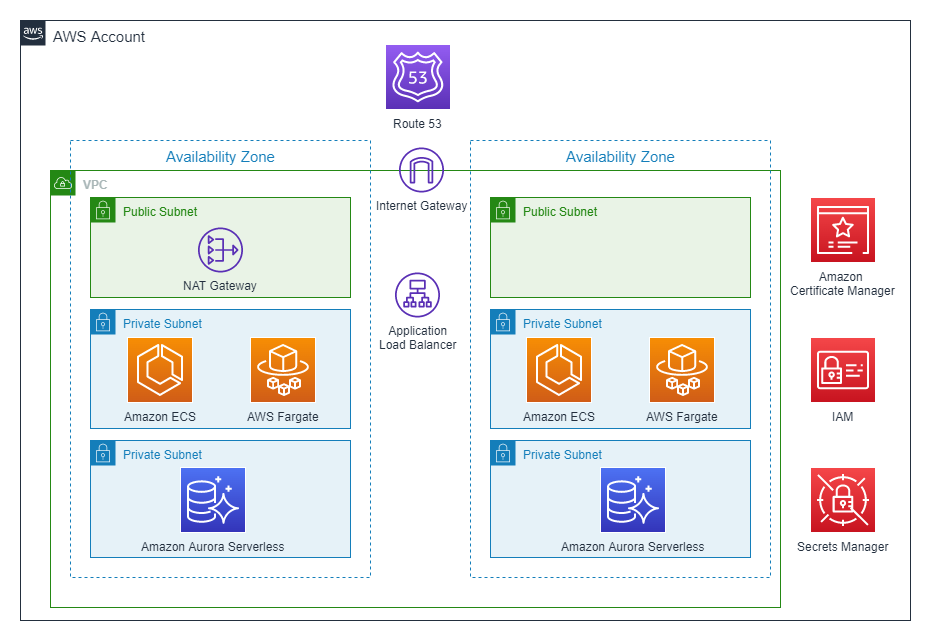 aws
AWS Account
53
Route 53
Availability Zone
Availability Zone
VPC
Internet Gateway
Public Subnet
NAT Gateway
Public Subnet
Amazon
Certificate Manager
Application
Load Balancer
Private Subnet
Amazon ECS
AWS Fargate
Private Subnet
Amazon ECS
AWS Fargate
IAM
Private Subnet
Amazon Aurora Serverless
Private Subnet
Amazon Aurora Serverless
Secrets Manager